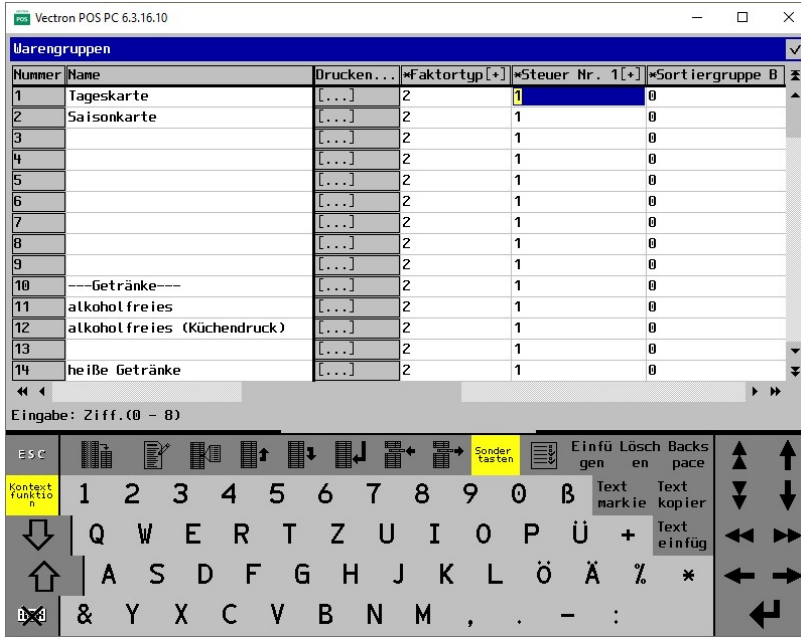 POS Vectron POS PC 6.3.16.10
Warengruppen
Nummer Name Drucken... *Faktortyp[+] *Steuer Nr. 1[+] *Sortiergruppe B
1 Tageskarte [...] 2 1 0
2 Saisonkarte [...] 2 1 0
3 [...] 2 1 0
4 [...] 2 1 0
5 [...] 2 1 0
6 [...] 2 1 0
7 [...] 2 1 0
8 [...] 2 1 0
9 [...] 2 1 0
10 ---Getränke--- [...] 2 1 0
11 alkoholfreies [...] 2 1 0
12 alkoholfreies (Küchendruck) [...] 2 1 0
13 [...] 2 1 0
14 heiße Getränke [...] 2 1 0
Eingabe: Ziff.(0 - 8)
ESC Sonder Einfü Lösch Backs
tasten gen en pace
Kontext 1 2 3 4 5 6 7 8 9 0 ß Text Text
funktio markie kopier
n
Q W E R T Z U I O P Ü + Text
einfüg
A S D F G H J K L Ö Ä % *
& Y X C V B N M , . - :